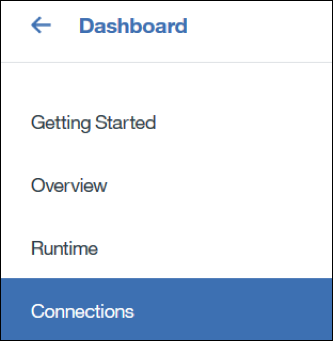 Dashboard
Getting Started
Overview
Runtime
Connections